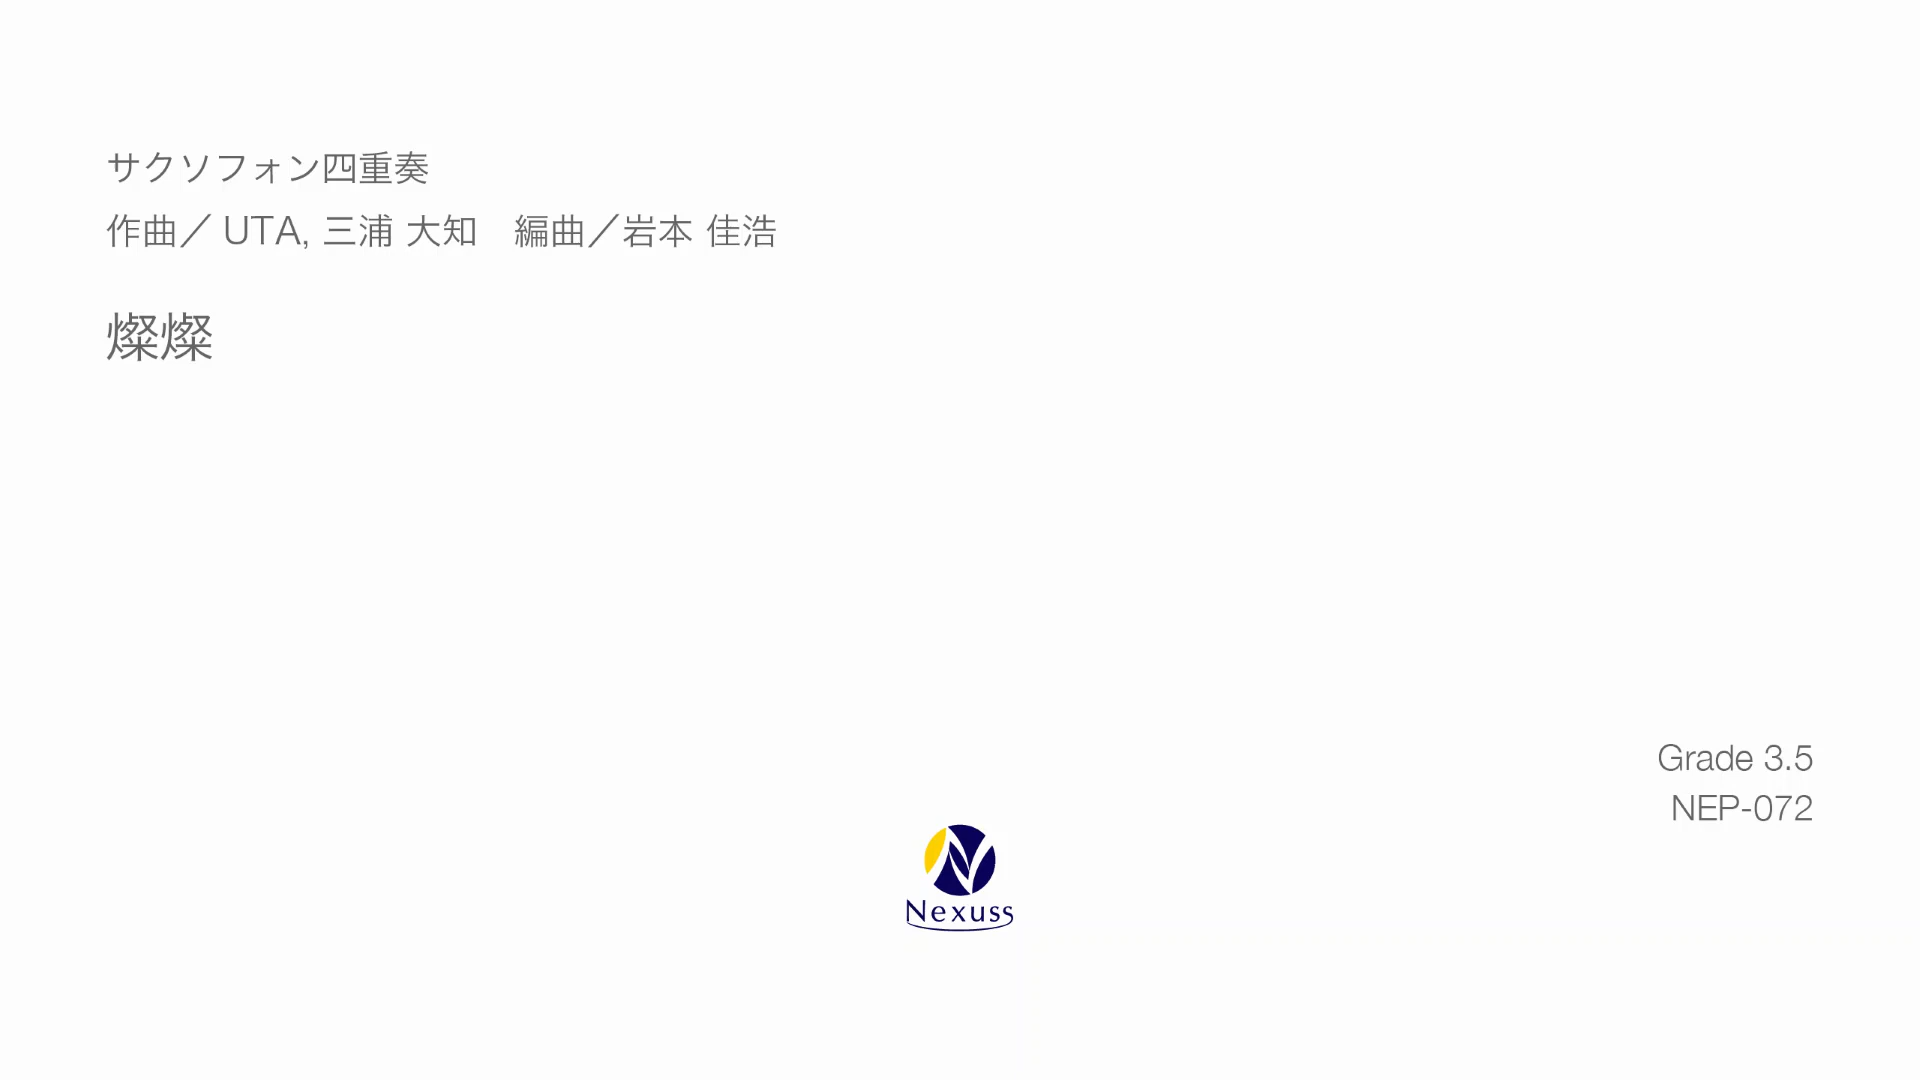 サクソフォン四重奏
作曲／UTA, 三浦 大知　編曲／岩本 佳浩
燦燦
Grade 3.5
NEP-072
Nexuss